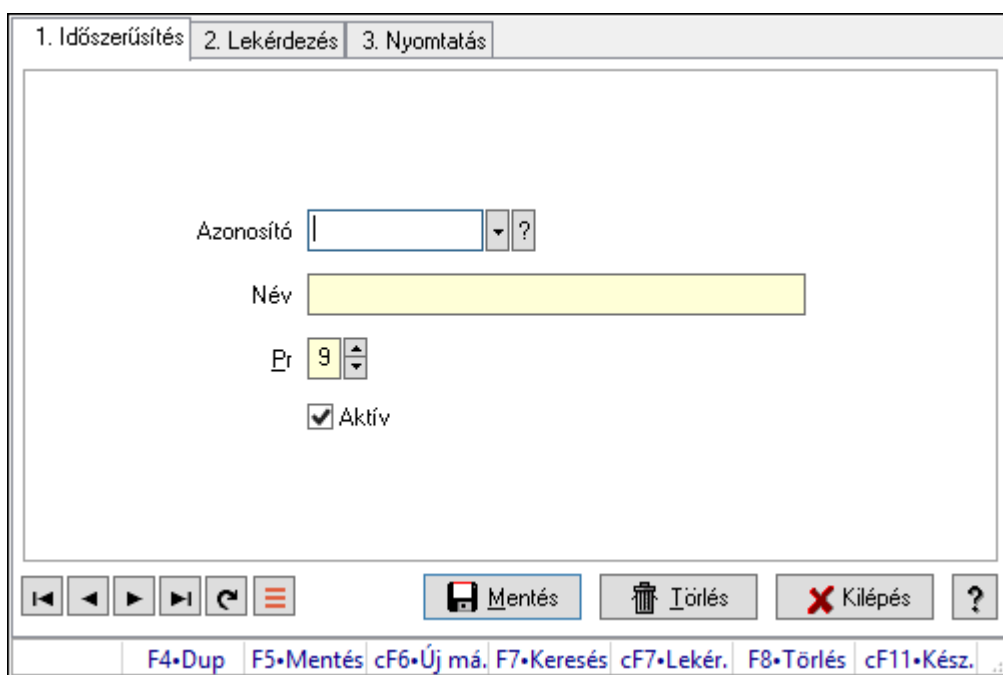 1. Időszerűsítés 2. Lekérdezés 3. Nyomtatás
Azonosító ?
Név
Pr 9
Aktív
Mentés Törlés Kilépés ?
F4•Dup F5•Mentés cF6•Új má. F7•Keresés cF7•Lekér. F8•Törlés cF11•Kész.